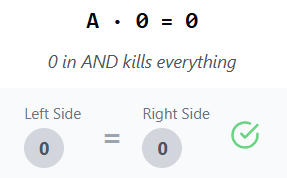 A · 0 = 0
0 in AND kills everything
Left Side Right Side
0 = 0